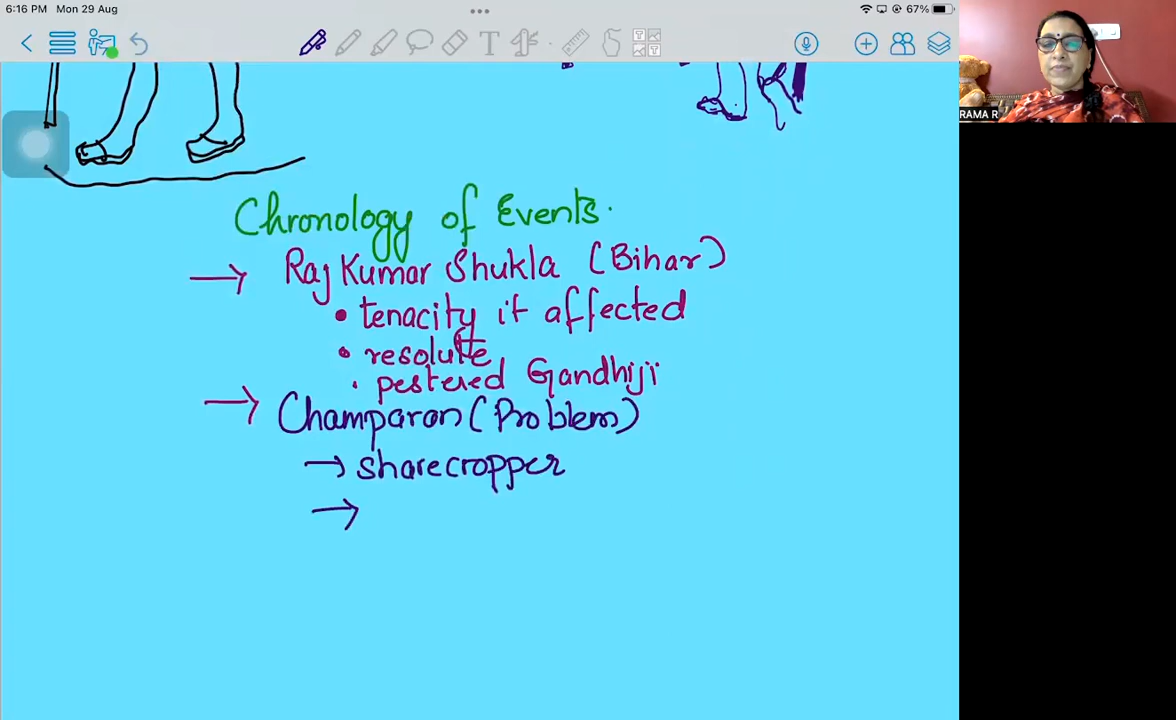 6:16 PM Mon 29 Aug
67%
RAMA R
Chronology of Events.
→ Raj Kumar Shukla (Bihar)
• tenacity it affected
• resolute
• pestered Gandhiji
→ Champaran (Problem)
→ sharecropper
→